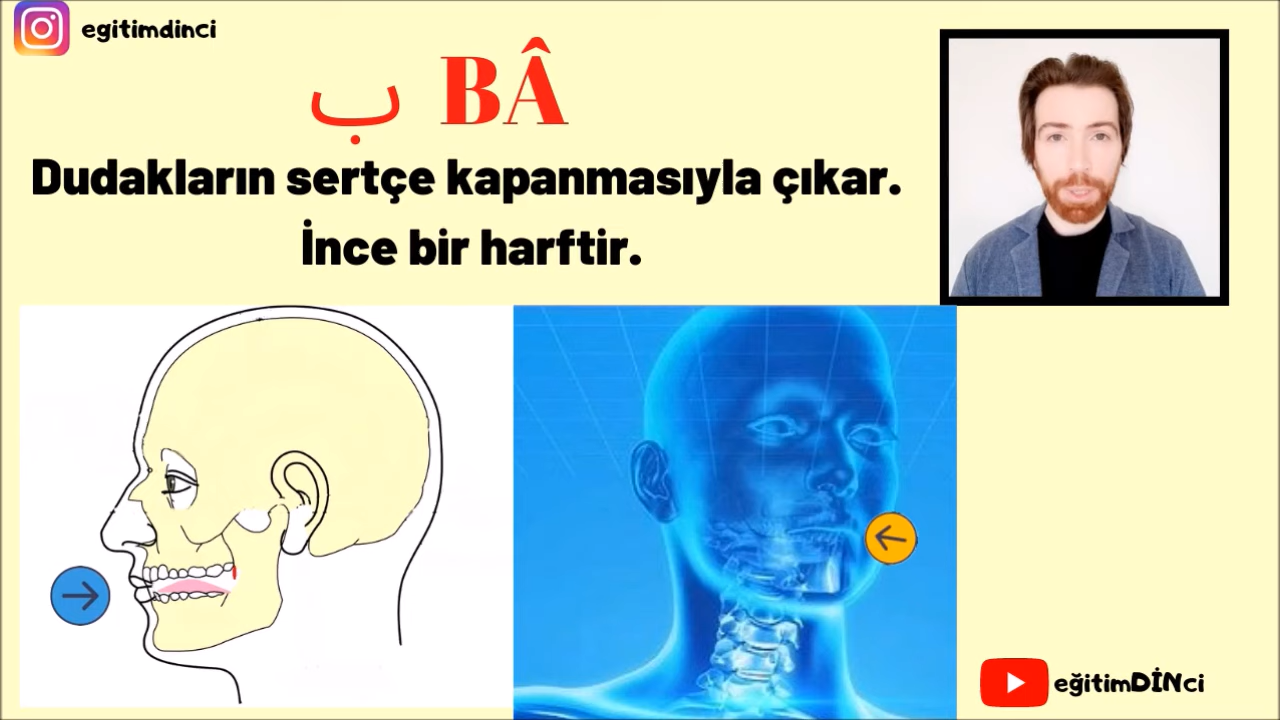 egitimdinci
ب BÂ
Dudakların sertçe kapanmasıyla çıkar.
İnce bir harftir.
eğitimDİNci